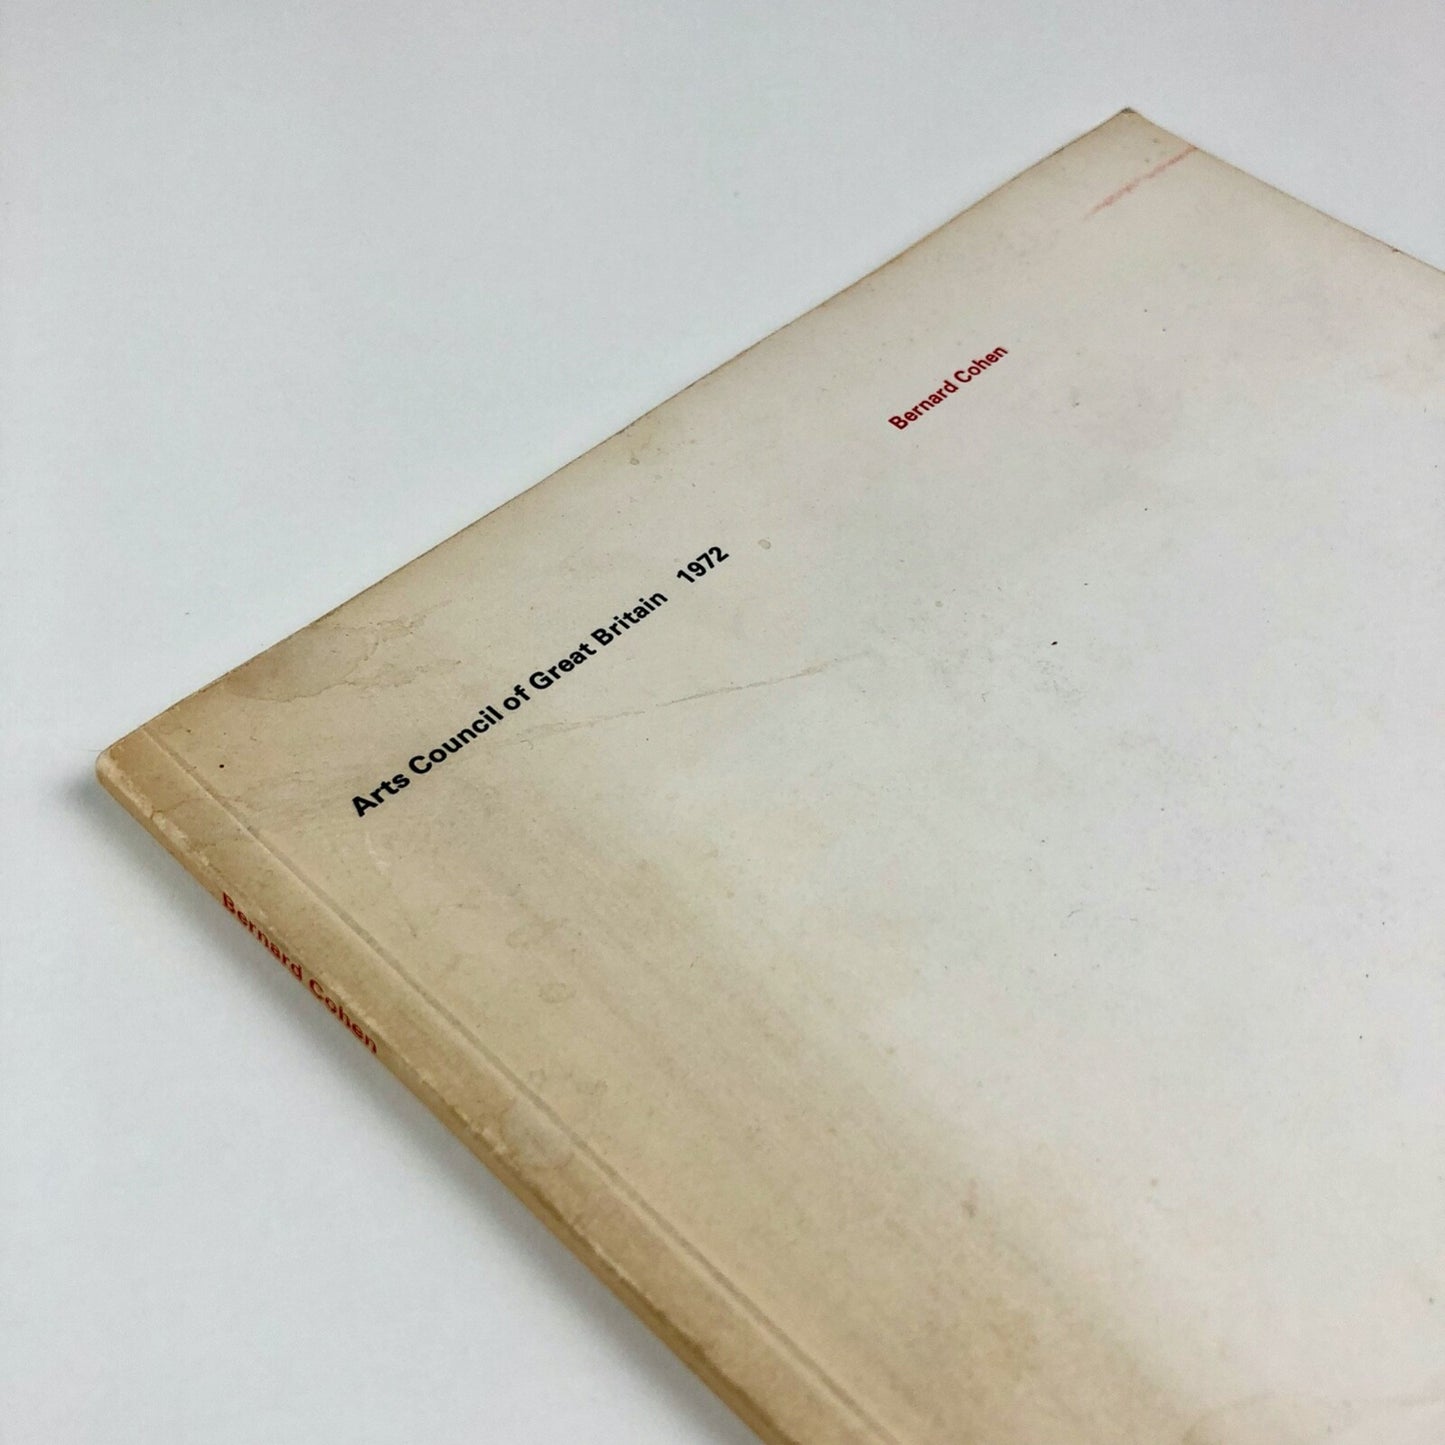 Arts Council of Great Britain 1972
Bernard Cohen
Bernard Cohen